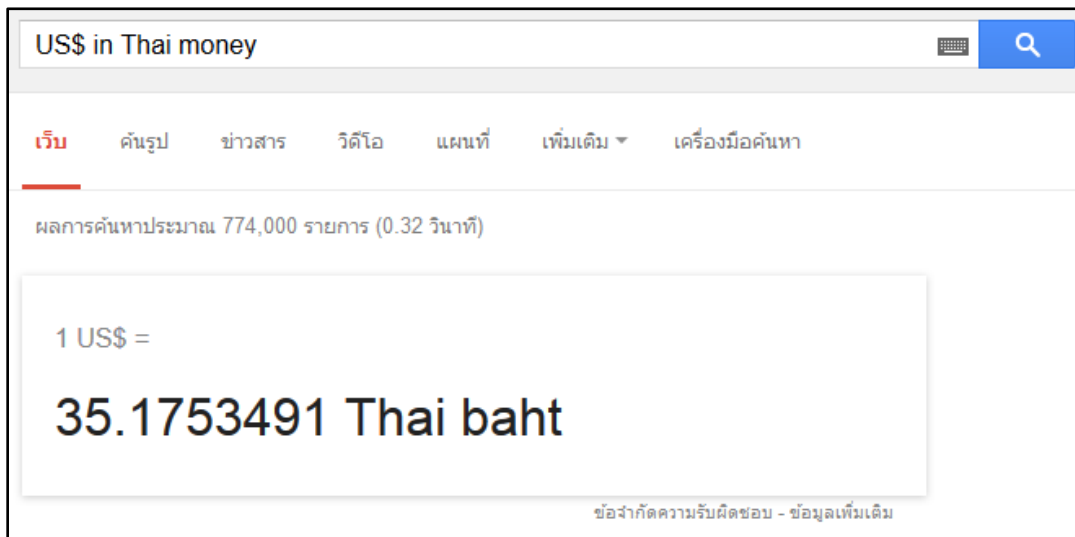 US$ in Thai money
เว็บ ค้นรูป ข่าวสาร วิดีโอ แผนที่ เพิ่มเติม เครื่องมือค้นหา
ผลการค้นหาประมาณ 774,000 รายการ (0.32 วินาที)
1 US$ =
35.1753491 Thai baht
ข้อจำกัดความรับผิดชอบ - ข้อมูลเพิ่มเติม